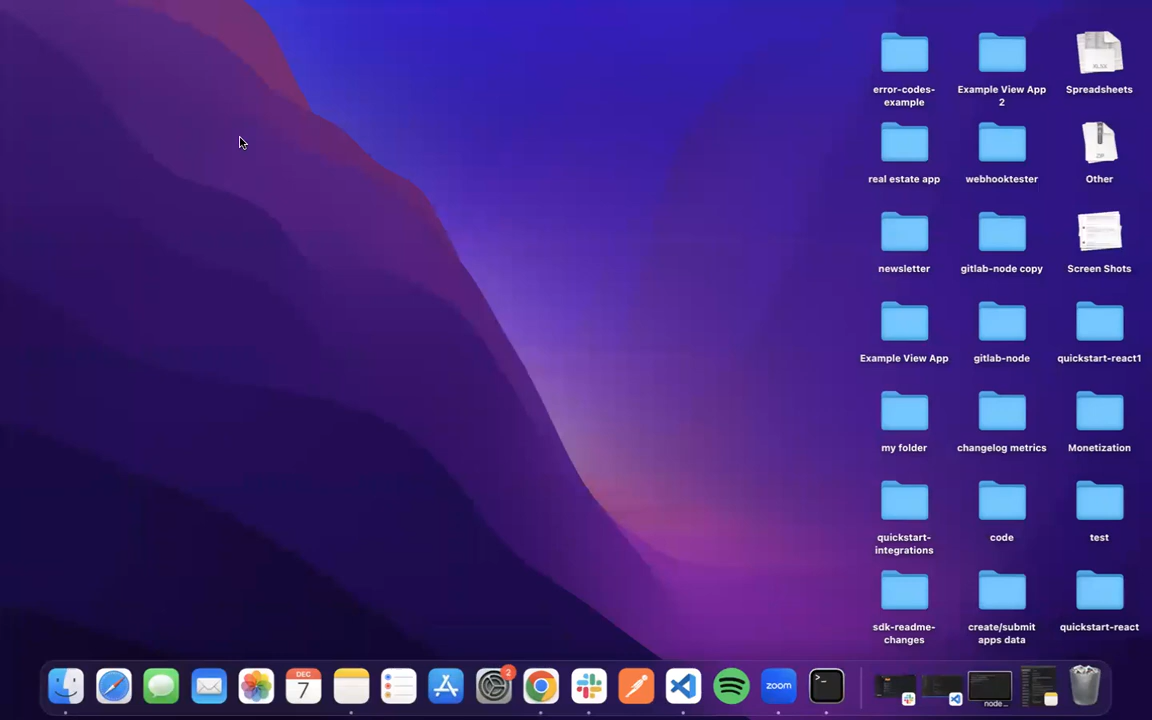 error-codes-
example
Example View App
2
Spreadsheets
real estate app
webhooktester
ZIP
Other
newsletter
gitlab-node copy
Screen Shots
Example View App
gitlab-node
quickstart-react1
my folder
changelog metrics
Monetization
quickstart-
integrations
code
test
sdk-readme-
changes
create/submit
apps data
quickstart-react
DEC
7
2
zoom
>_
node...